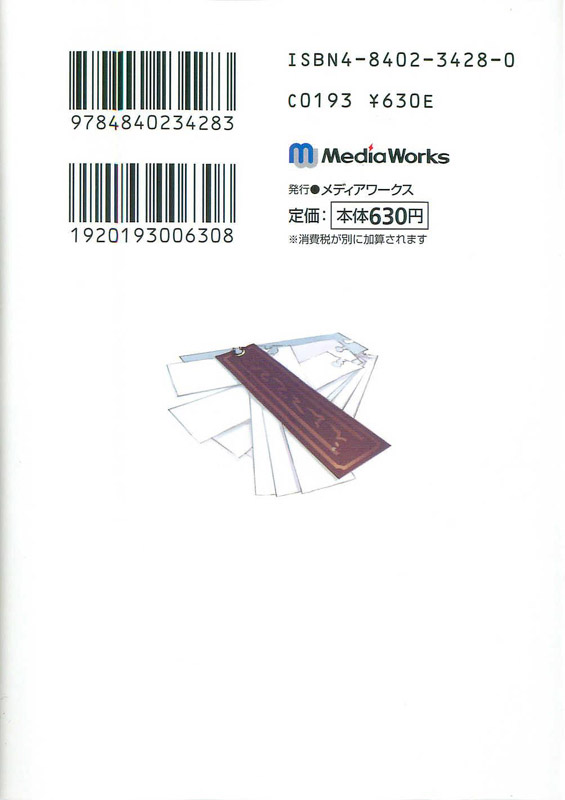 ISBN4-8402-3428-0
C0193 ¥630E
9784840234283
MediaWorks
発行●メディアワークス
定価：本体630円
※消費税が別に加算されます
1920193006308